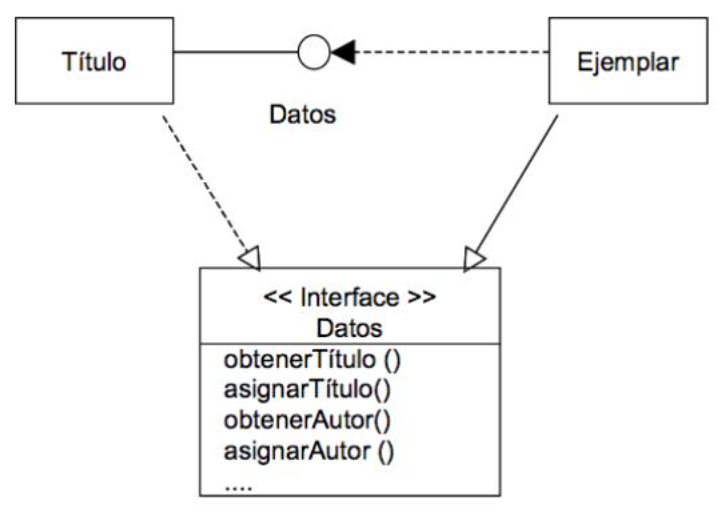 Título
Ejemplar
Datos
<< Interface >>
Datos
obtenerTítulo ()
asignarTítulo()
obtenerAutor()
asignarAutor ()
....